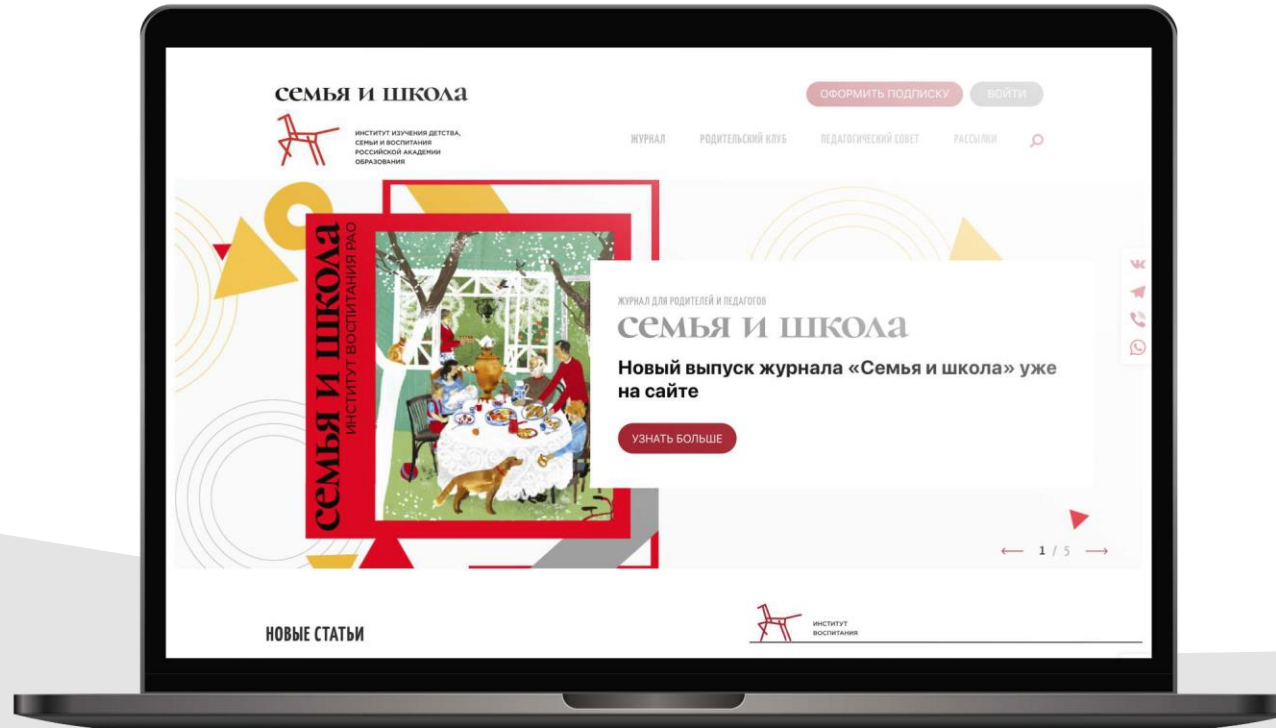 семья и школа
ОФОРМИТЬ ПОДПИСКУ
ВОЙТИ
ИНСТИТУТ ИЗУЧЕНИЯ ДЕТСТВА,
СЕМЬИ И ВОСПИТАНИЯ
РОССИЙСКОЙ АКАДЕМИИ
ОБРАЗОВАНИЯ
ЖУРНАЛ
РОДИТЕЛЬСКИЙ КЛУБ
ПЕДАГОГИЧЕСКИЙ СОВЕТ
РАССЫЛКИ
семья и школа
ИНСТИТУТ ВОСПИТАНИЯ РАО
ЖУРНАЛ ДЛЯ РОДИТЕЛЕЙ И ПЕДАГОГОВ
семья и школа
Новый выпуск журнала «Семья и школа» уже
на сайте
УЗНАТЬ БОЛЬШЕ
1 / 5
НОВЫЕ СТАТЬИ
ИНСТИТУТ
ВОСПИТАНИЯ